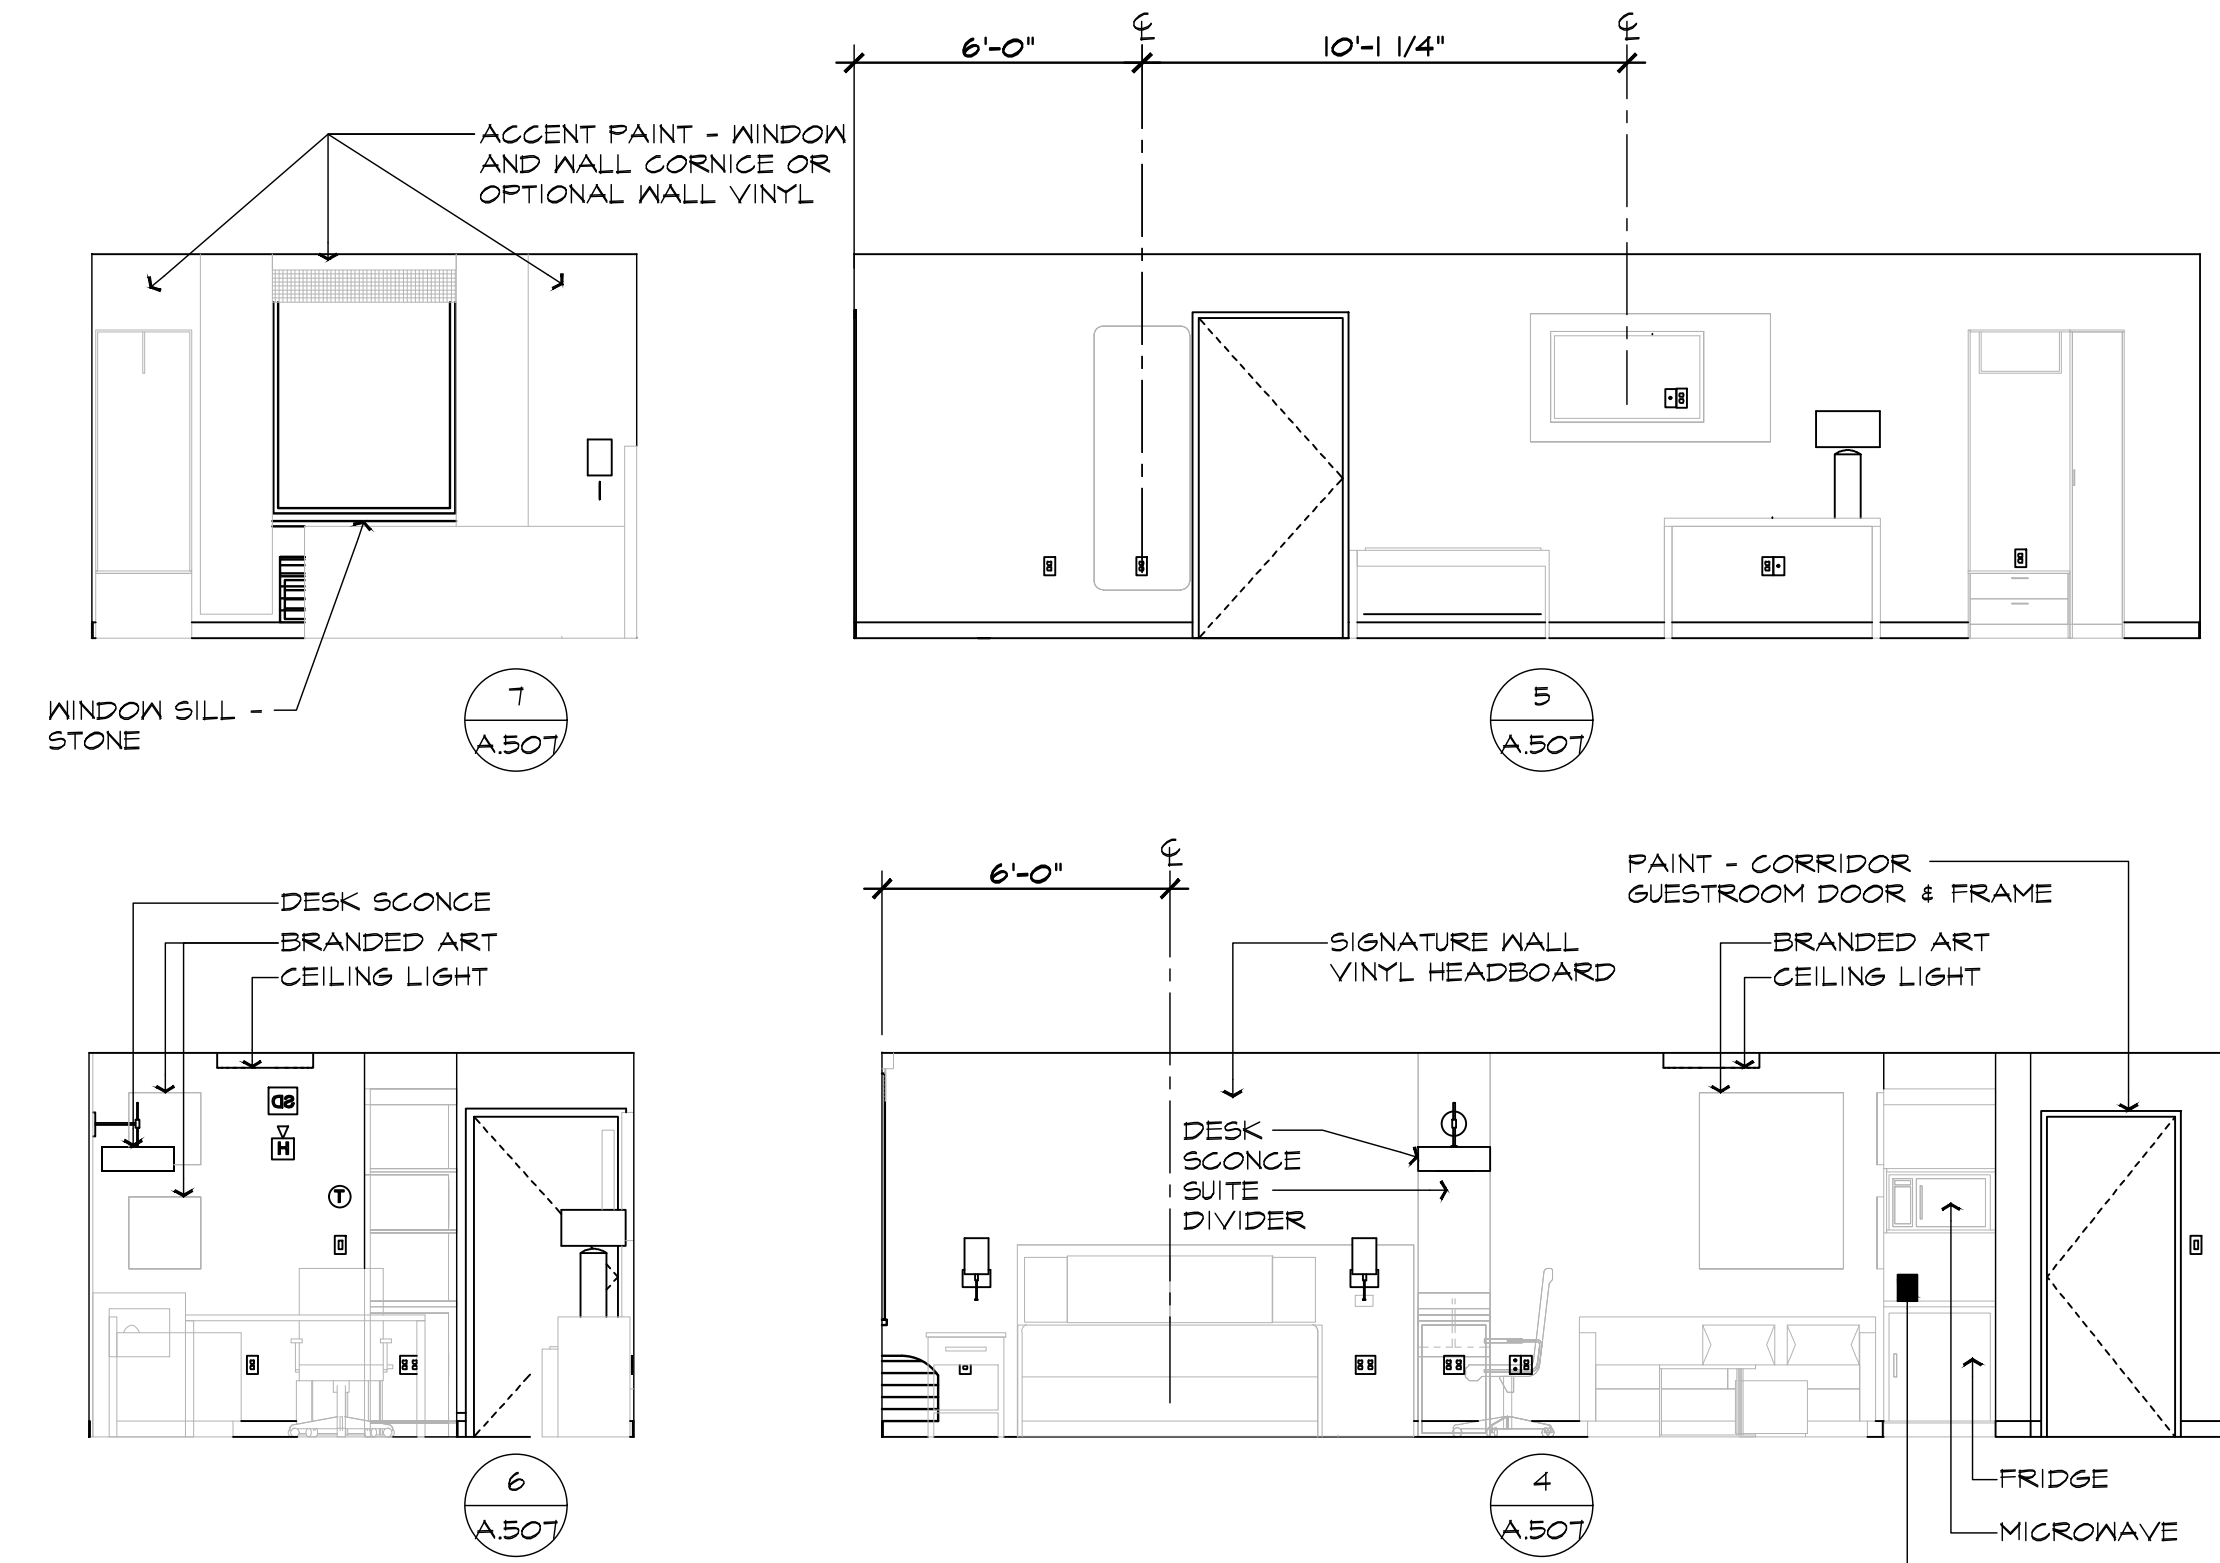 6'-0"
10'-1 1/4"
ACCENT PAINT - WINDOW
AND WALL CORNICE OR
OPTIONAL WALL VINYL
WINDOW SILL -
STONE
7
A.507
5
A.507
6'-0"
PAINT - CORRIDOR
GUESTROOM DOOR & FRAME
DESK SCONCE
BRANDED ART
CEILING LIGHT
SIGNATURE WALL
VINYL HEADBOARD
BRANDED ART
CEILING LIGHT
SD
H
T
DESK
SCONCE
SUITE
DIVIDER
FRIDGE
MICROWAVE
6
A.507
4
A.507